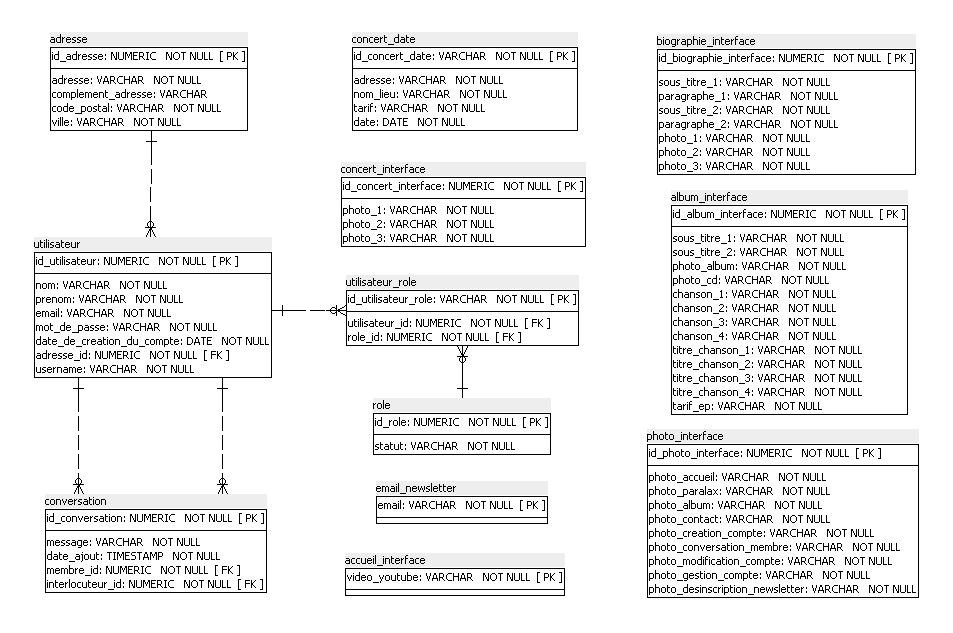 adresse
id_adresse: NUMERIC NOT NULL [ PK ]
adresse: VARCHAR NOT NULL
complement_adresse: VARCHAR
code_postal: VARCHAR NOT NULL
ville: VARCHAR NOT NULL
utilisateur
id_utilisateur: NUMERIC NOT NULL [ PK ]
nom: VARCHAR NOT NULL
prenom: VARCHAR NOT NULL
email: VARCHAR NOT NULL
mot_de_passe: VARCHAR NOT NULL
date_de_creation_du_compte: DATE NOT NULL
adresse_id: NUMERIC NOT NULL [ FK ]
username: VARCHAR NOT NULL
conversation
id_conversation: NUMERIC NOT NULL [ PK ]
message: VARCHAR NOT NULL
date_ajout: TIMESTAMP NOT NULL
membre_id: NUMERIC NOT NULL [ FK ]
interlocuteur_id: NUMERIC NOT NULL [ FK ]
concert_date
id_concert_date: VARCHAR NOT NULL [ PK ]
adresse: VARCHAR NOT NULL
nom_lieu: VARCHAR NOT NULL
tarif: VARCHAR NOT NULL
date: DATE NOT NULL
concert_interface
id_concert_interface: NUMERIC NOT NULL [ PK ]
photo_1: VARCHAR NOT NULL
photo_2: VARCHAR NOT NULL
photo_3: VARCHAR NOT NULL
utilisateur_role
id_utilisateur_role: VARCHAR NOT NULL [ PK ]
utilisateur_id: NUMERIC NOT NULL [ FK ]
role_id: NUMERIC NOT NULL [ FK ]
role
id_role: NUMERIC NOT NULL [ PK ]
statut: VARCHAR NOT NULL
email_newsletter
email: VARCHAR NOT NULL [ PK ]
accueil_interface
video_youtube: VARCHAR NOT NULL [ PK ]
biographie_interface
id_biographie_interface: NUMERIC NOT NULL [ PK ]
sous_titre_1: VARCHAR NOT NULL
paragraphe_1: VARCHAR NOT NULL
sous_titre_2: VARCHAR NOT NULL
paragraphe_2: VARCHAR NOT NULL
photo_1: VARCHAR NOT NULL
photo_2: VARCHAR NOT NULL
photo_3: VARCHAR NOT NULL
album_interface
id_album_interface: NUMERIC NOT NULL [ PK ]
sous_titre_1: VARCHAR NOT NULL
sous_titre_2: VARCHAR NOT NULL
photo_album: VARCHAR NOT NULL
photo_cd: VARCHAR NOT NULL
chanson_1: VARCHAR NOT NULL
chanson_2: VARCHAR NOT NULL
chanson_3: VARCHAR NOT NULL
chanson_4: VARCHAR NOT NULL
titre_chanson_1: VARCHAR NOT NULL
titre_chanson_2: VARCHAR NOT NULL
titre_chanson_3: VARCHAR NOT NULL
titre_chanson_4: VARCHAR NOT NULL
tarif_ep: VARCHAR NOT NULL
photo_interface
id_photo_interface: NUMERIC NOT NULL [ PK ]
photo_accueil: VARCHAR NOT NULL
photo_paralax: VARCHAR NOT NULL
photo_album: VARCHAR NOT NULL
photo_contact: VARCHAR NOT NULL
photo_creation_compte: VARCHAR NOT NULL
photo_conversation_membre: VARCHAR NOT NULL
photo_modification_compte: VARCHAR NOT NULL
photo_gestion_compte: VARCHAR NOT NULL
photo_desinscription_newsletter: VARCHAR NOT NULL